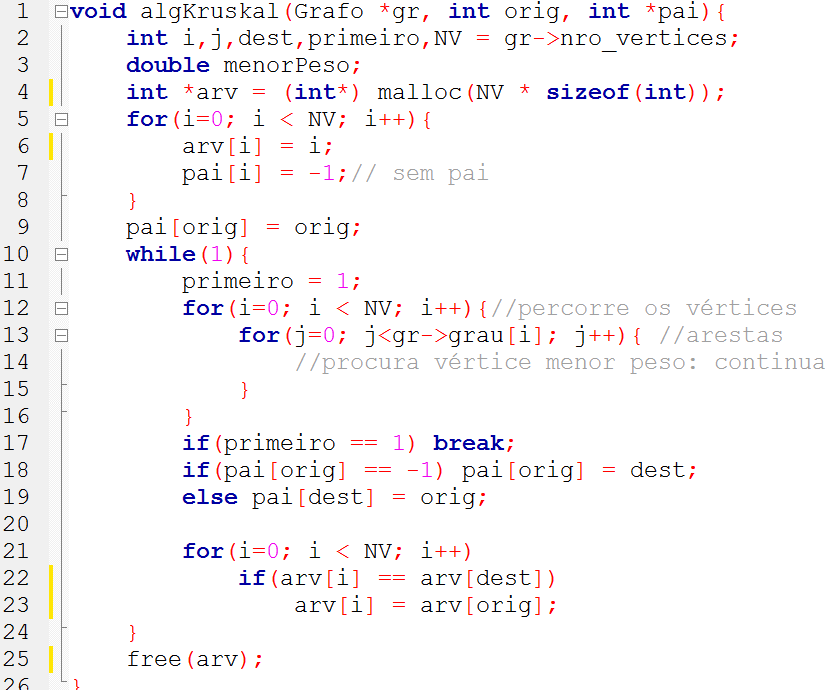 1 void algKruskal(Grafo *gr, int orig, int *pai){
2     int i,j,dest,primeiro,NV = gr->nro_vertices;
3     double menorPeso;
4     int *arv = (int*) malloc(NV * sizeof(int));
5     for(i=0; i < NV; i++){
6         arv[i] = i;
7         pai[i] = -1;// sem pai
8     }
9     pai[orig] = orig;
10     while(1){
11         primeiro = 1;
12         for(i=0; i < NV; i++){//percorre os vértices
13             for(j=0; j<gr->grau[i]; j++){ //arestas
14                 //procura vértice menor peso: continua
15             }
16         }
17         if(primeiro == 1) break;
18         if(pai[orig] == -1) pai[orig] = dest;
19         else pai[dest] = orig;
20
21         for(i=0; i < NV; i++)
22             if(arv[i] == arv[dest])
23                 arv[i] = arv[orig];
24     }
25     free(arv);
26 }